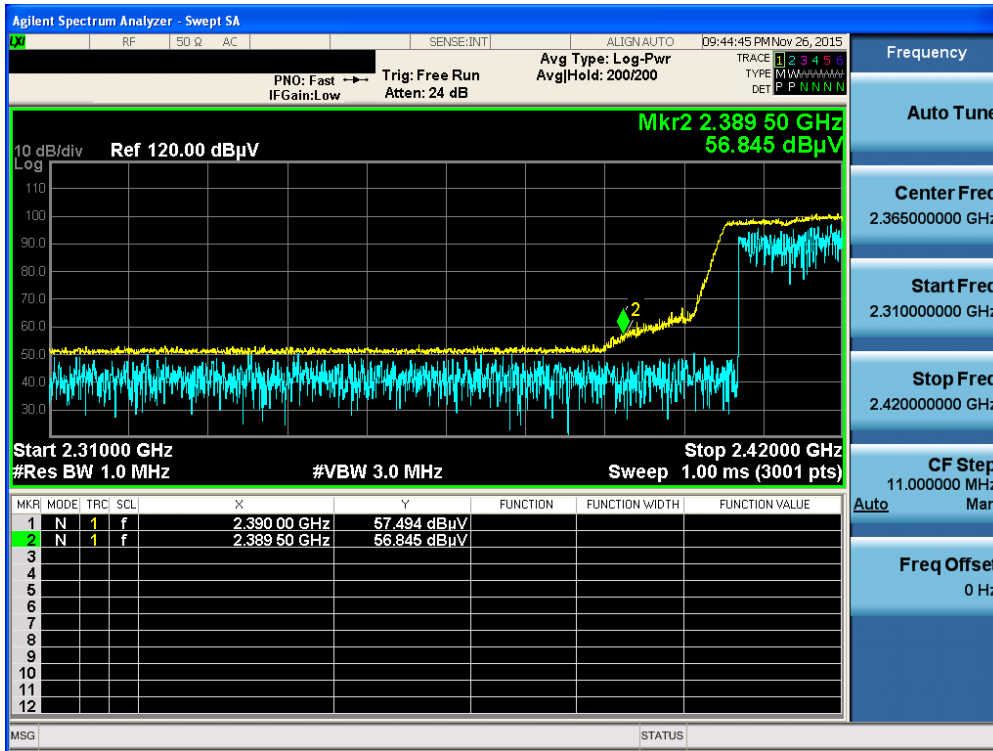 Agilent Spectrum Analyzer - Swept SA
LXI RF 50 Ω AC SENSE:INT ALIGN AUTO 09:44:45 PM Nov 26, 2015
Frequency
Avg Type: Log-Pwr TRACE 1 2 3 4 5 6
PNO: Fast Trig: Free Run Avg|Hold: 200/200 TYPE M W
IFGain:Low Atten: 24 dB DET P P N N N N
Auto Tune
Mkr2 2.389 50 GHz
56.845 dBµV
10 dB/div Ref 120.00 dBµV
Log
110
100
90.0
80.0
70.0
60.0
50.0
40.0
30.0
2
Start 2.31000 GHz Stop 2.42000 GHz
#Res BW 1.0 MHz #VBW 3.0 MHz Sweep 1.00 ms (3001 pts)
Center Freq
2.365000000 GHz
Start Freq
2.310000000 GHz
Stop Freq
2.420000000 GHz
CF Step
11.000000 MHz
Auto Man
Freq Offset
0 Hz
MKR MODE TRC SCL X Y FUNCTION FUNCTION WIDTH FUNCTION VALUE
1 N 1 f 2.390 00 GHz 57.494 dBµV
2 N 1 f 2.389 50 GHz 56.845 dBµV
3
4
5
6
7
8
9
10
11
12
MSG STATUS